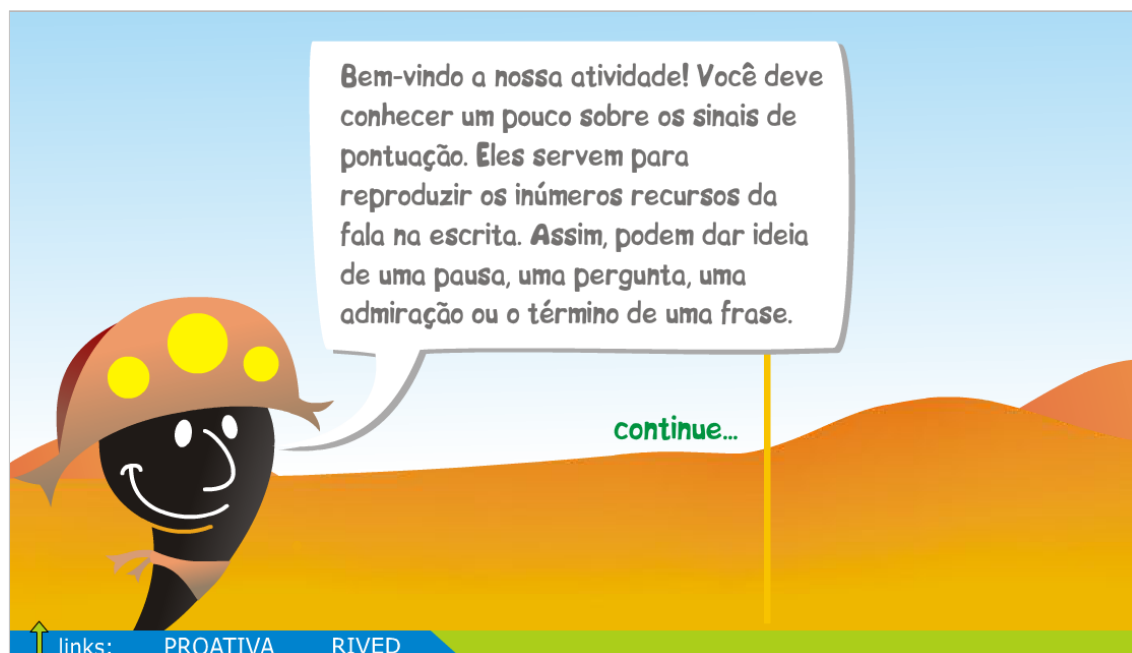 Bem-vindo a nossa atividade! Você deve
conhecer um pouco sobre os sinais de
pontuação. Eles servem para
reproduzir os inúmeros recursos da
fala na escrita. Assim, podem dar ideia
de uma pausa, uma pergunta, uma
admiração ou o término de uma frase.
continue...
links: PROATIVA RIVED